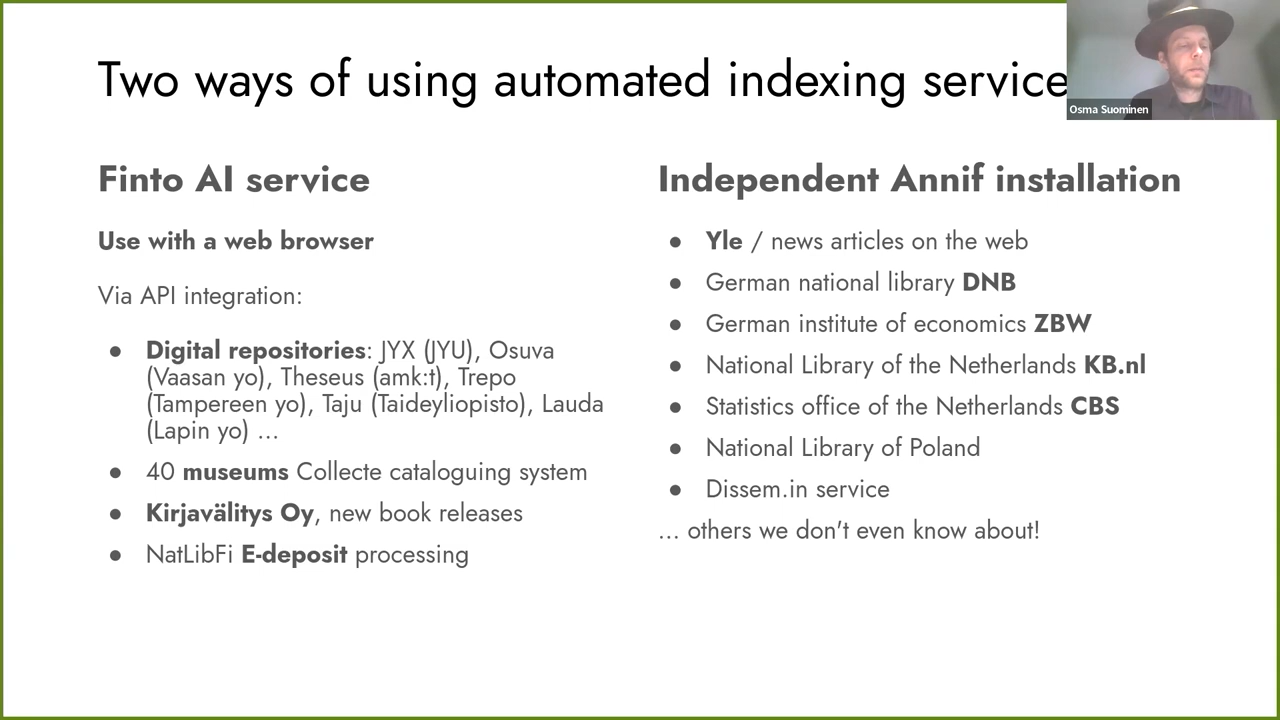 Two ways of using automated indexing service
Osma Suominen
Finto AI service
Use with a web browser
Via API integration:
● Digital repositories: JYX (JYU), Osuva
(Vaasan yo), Theseus (amk:t), Trepo
(Tampereen yo), Taju (Taideyliopisto), Lauda
(Lapin yo) …
● 40 museums Collecte cataloguing system
● Kirjavälitys Oy, new book releases
● NatLibFi E-deposit processing
Independent Annif installation
● Yle / news articles on the web
● German national library DNB
● German institute of economics ZBW
● National Library of the Netherlands KB.nl
● Statistics office of the Netherlands CBS
● National Library of Poland
● Dissem.in service
… others we don't even know about!